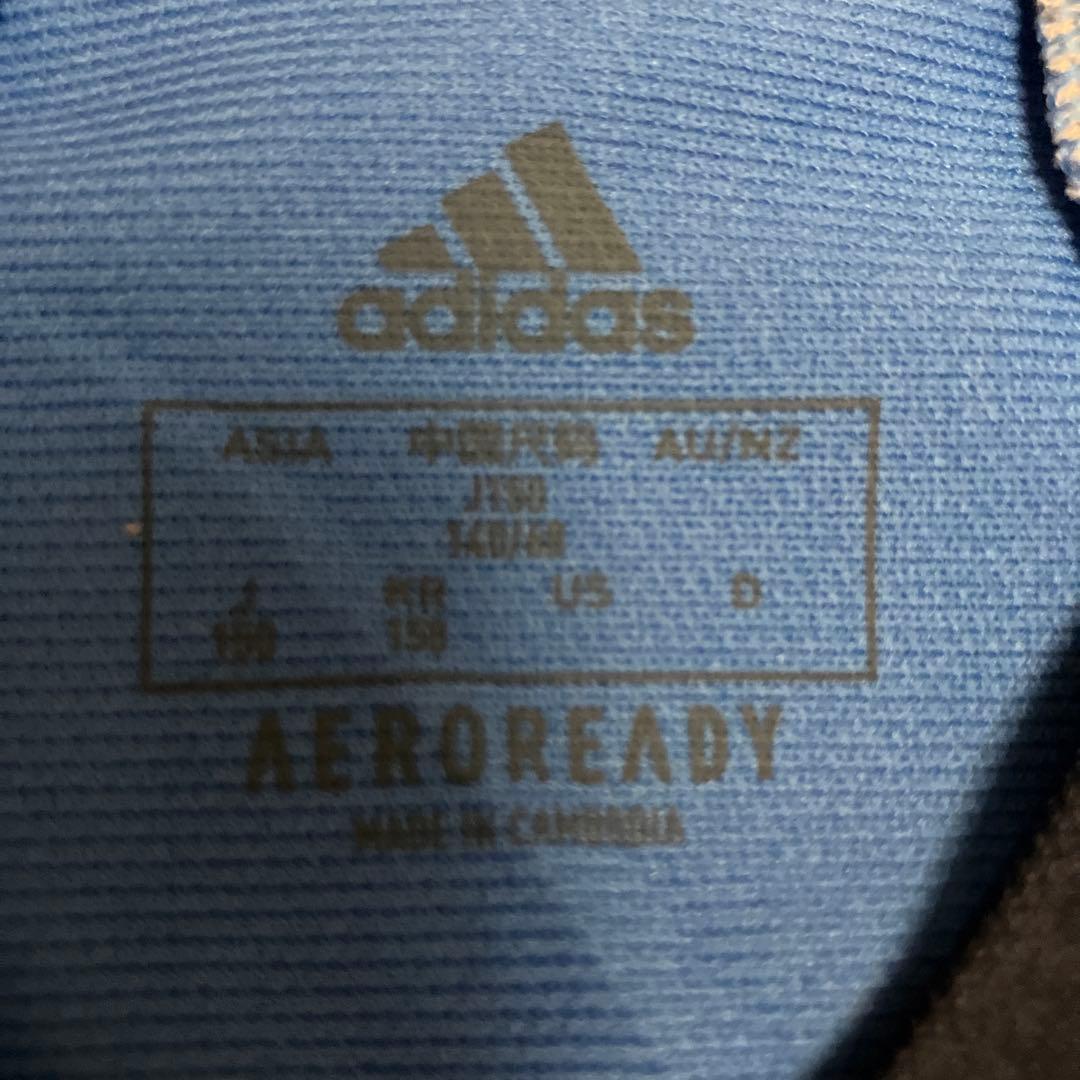 adidas
ASIA 中国尺码 AU/NZ
J150
140/68
J KR US D
150 150
AEROREADY
MADE IN CAMBODIA